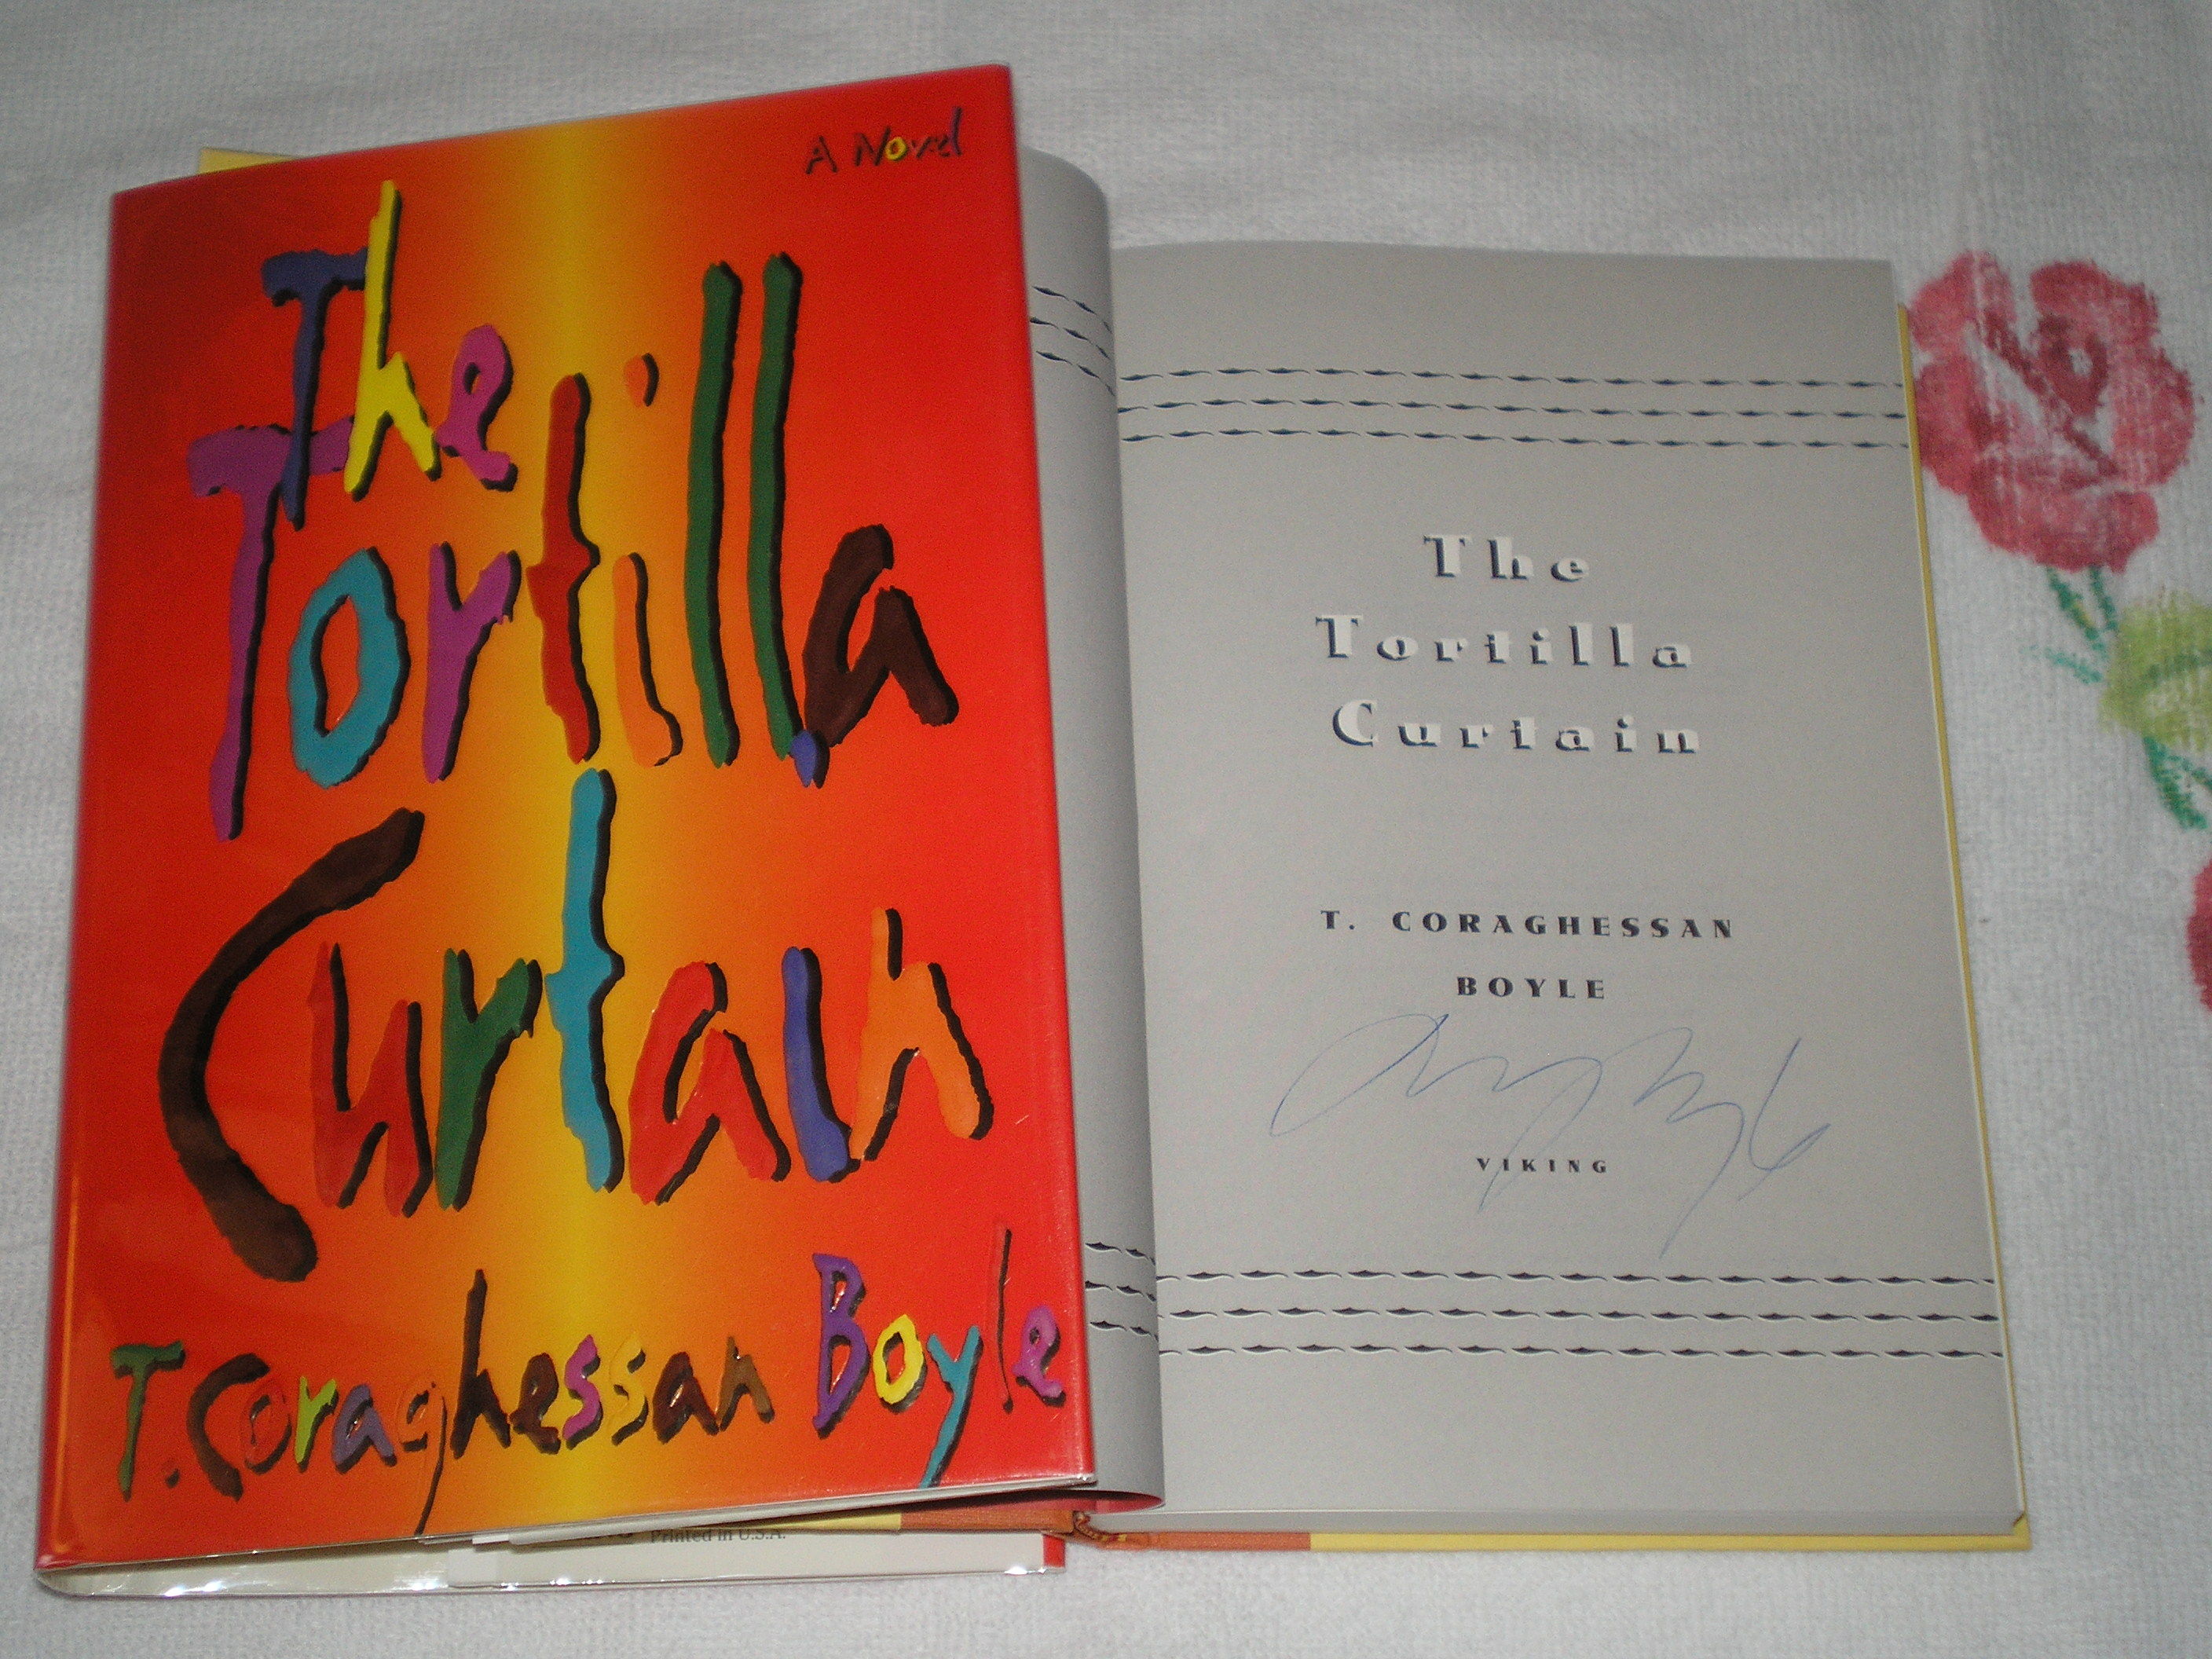 A Novel
The
Tortilla
Curtain
T. Coraghessan Boyle
Printed in U.S.A.
The
Tortilla
Curtain
T. CORAGHESSAN
BOYLE
VIKING